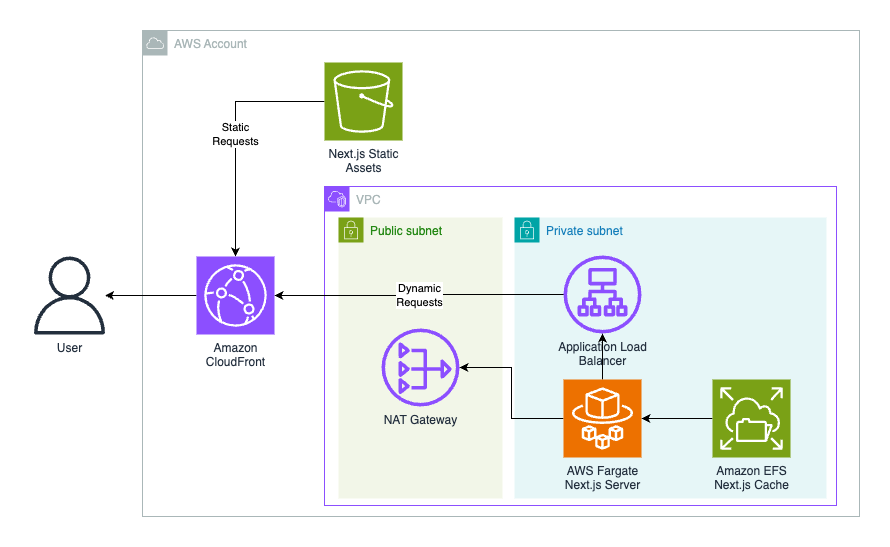 AWS Account
Static
Requests
Next.js Static
Assets
VPC
Public subnet
Private subnet
Dynamic
Requests
User
Amazon
CloudFront
Application Load
Balancer
NAT Gateway
AWS Fargate
Next.js Server
Amazon EFS
Next.js Cache